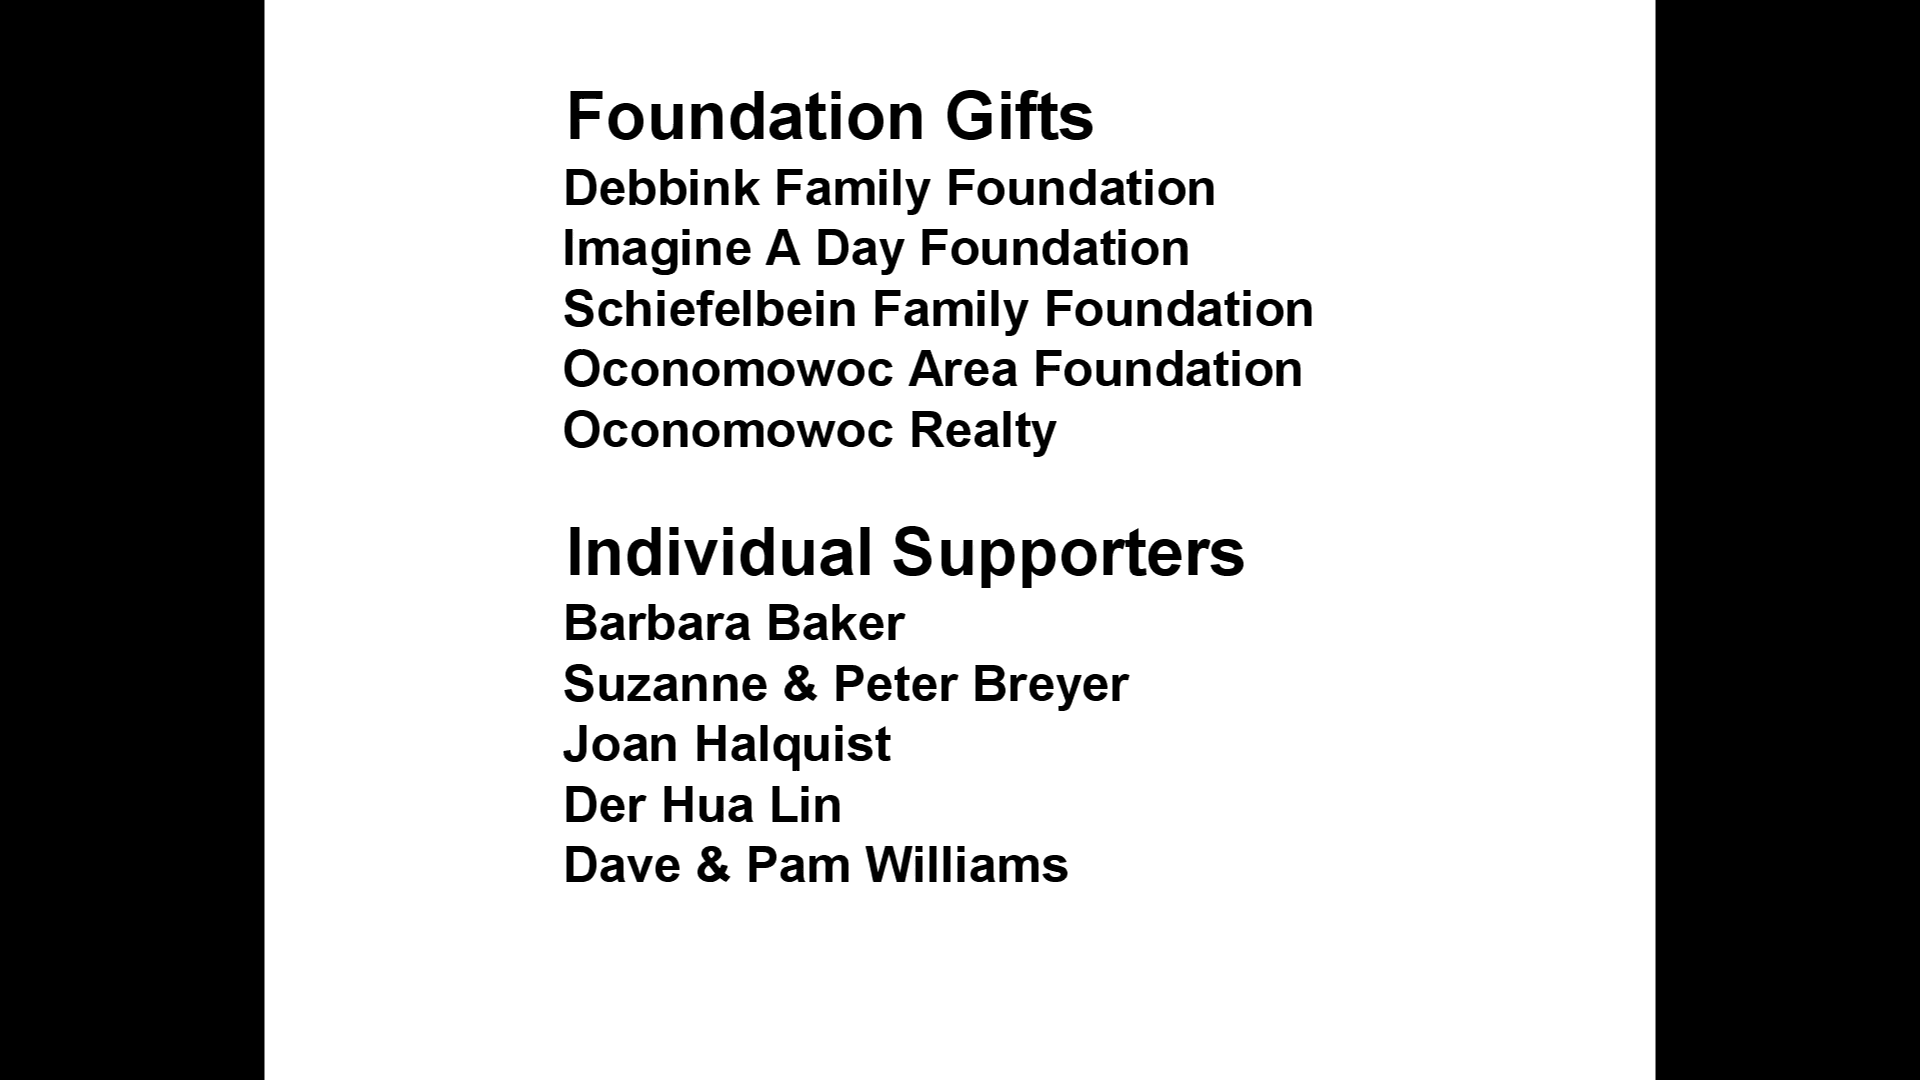 Foundation Gifts
Debbink Family Foundation
Imagine A Day Foundation
Schiefelbein Family Foundation
Oconomowoc Area Foundation
Oconomowoc Realty
Individual Supporters
Barbara Baker
Suzanne & Peter Breyer
Joan Halquist
Der Hua Lin
Dave & Pam Williams